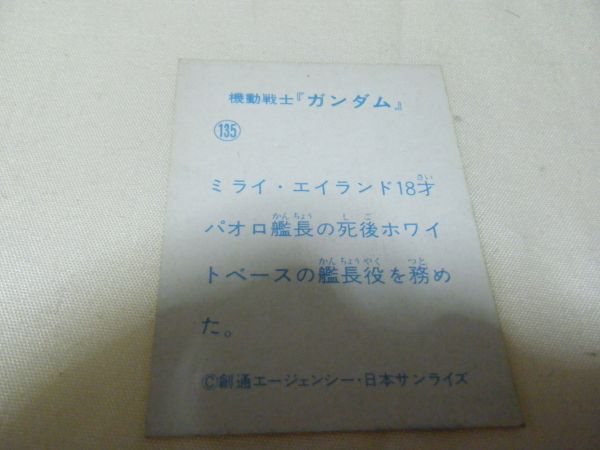 機動戦士『ガンダム』
135
ミライ・エイランド18才
パオロ艦長の死後ホワイ
トベースの艦長役を務め
た。
©創通エージェンシー・日本サンライズ